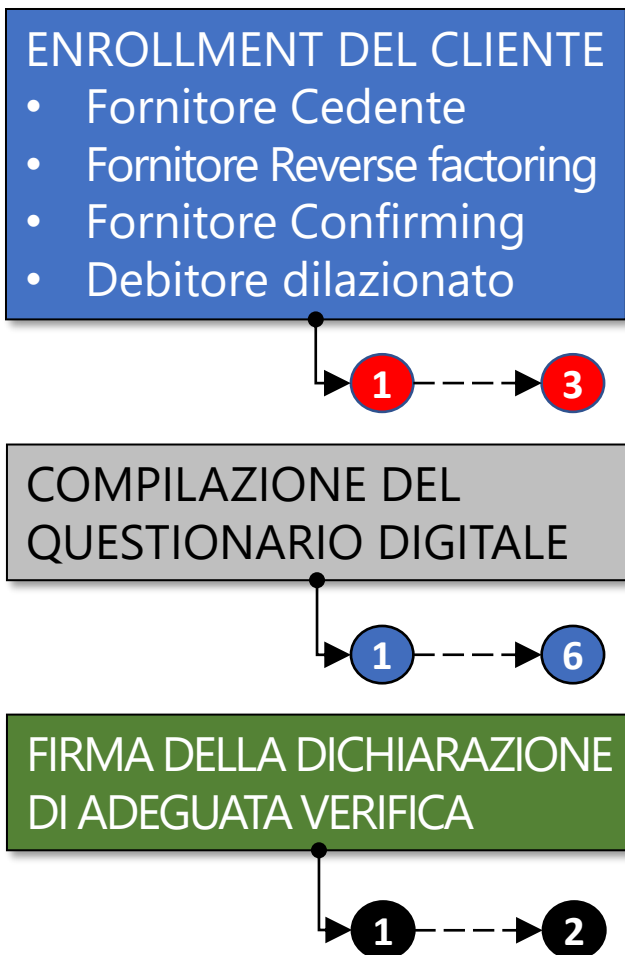 ENROLLMENT DEL CLIENTE
• Fornitore Cedente
• Fornitore Reverse factoring
• Fornitore Confirming
• Debitore dilazionato
1 3
COMPILAZIONE DEL
QUESTIONARIO DIGITALE
1 6
FIRMA DELLA DICHIARAZIONE
DI ADEGUATA VERIFICA
1 2